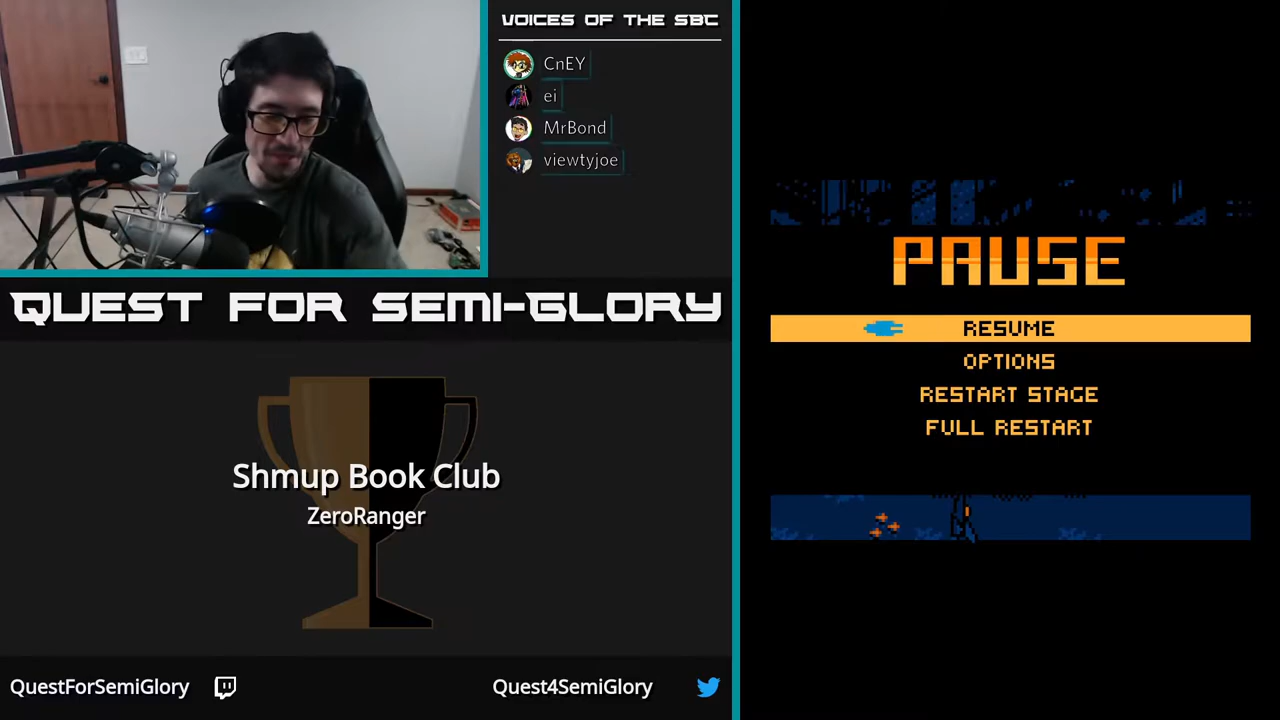 VOICES OF THE SBC
CnEY
ei
MrBond
viewtyjoe
QUEST FOR SEMI-GLORY
Shmup Book Club
ZeroRanger
QuestForSemiGlory
Quest4SemiGlory
PAUSE
RESUME
OPTIONS
RESTART STAGE
FULL RESTART